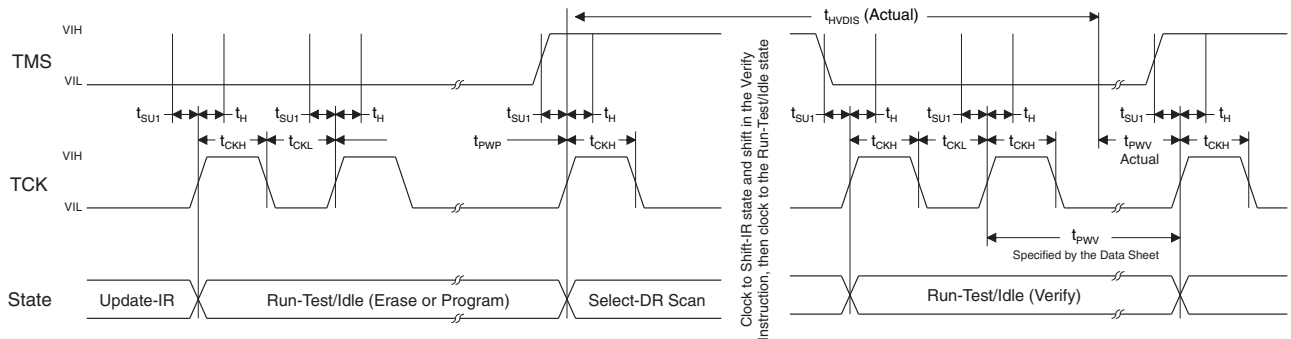 VIH
TMS
VIL
tHVDIS (Actual)
tSU1
tH
tSU1
tH
tSU1
tH
tSU1
tH
tSU1
tH
tSU1
tH
tCKH
tCKL
tPWP
tCKH
tCKH
tCKL
tCKH
tPWV
Actual
tCKH
VIH
TCK
VIL
tPWV
Specified by the Data Sheet
Clock to Shift-IR state and shift in the Verify
Instruction, then clock to the Run-Test/Idle state
State
Update-IR
Run-Test/Idle (Erase or Program)
Select-DR Scan
Run-Test/Idle (Verify)